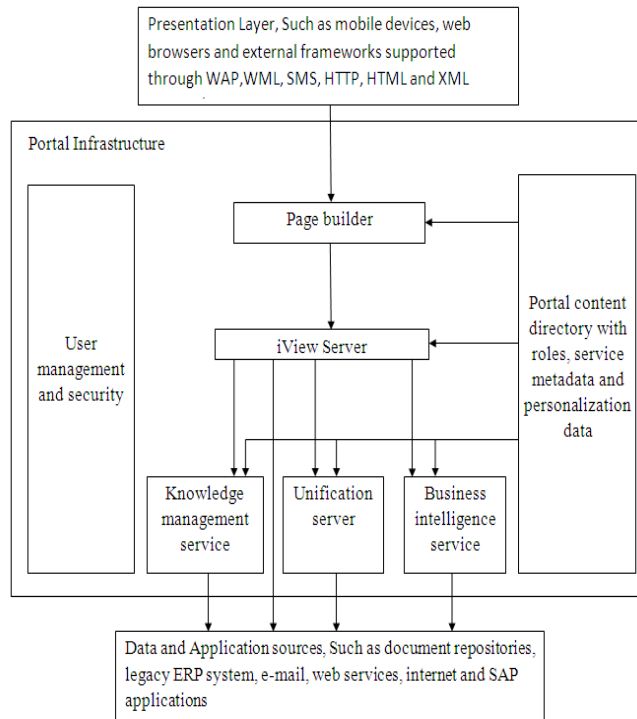 Presentation Layer, Such as mobile devices, web
browsers and external frameworks supported
through WAP,WML, SMS, HTTP, HTML and XML
Portal Infrastructure
Page builder
iView Server
User
management
and security
Portal content
directory with
roles, service
metadata and
personalization
data
Knowledge
management
service
Unification
server
Business
intelligence
service
Data and Application sources, Such as document repositories,
legacy ERP system, e-mail, web services, internet and SAP
applications